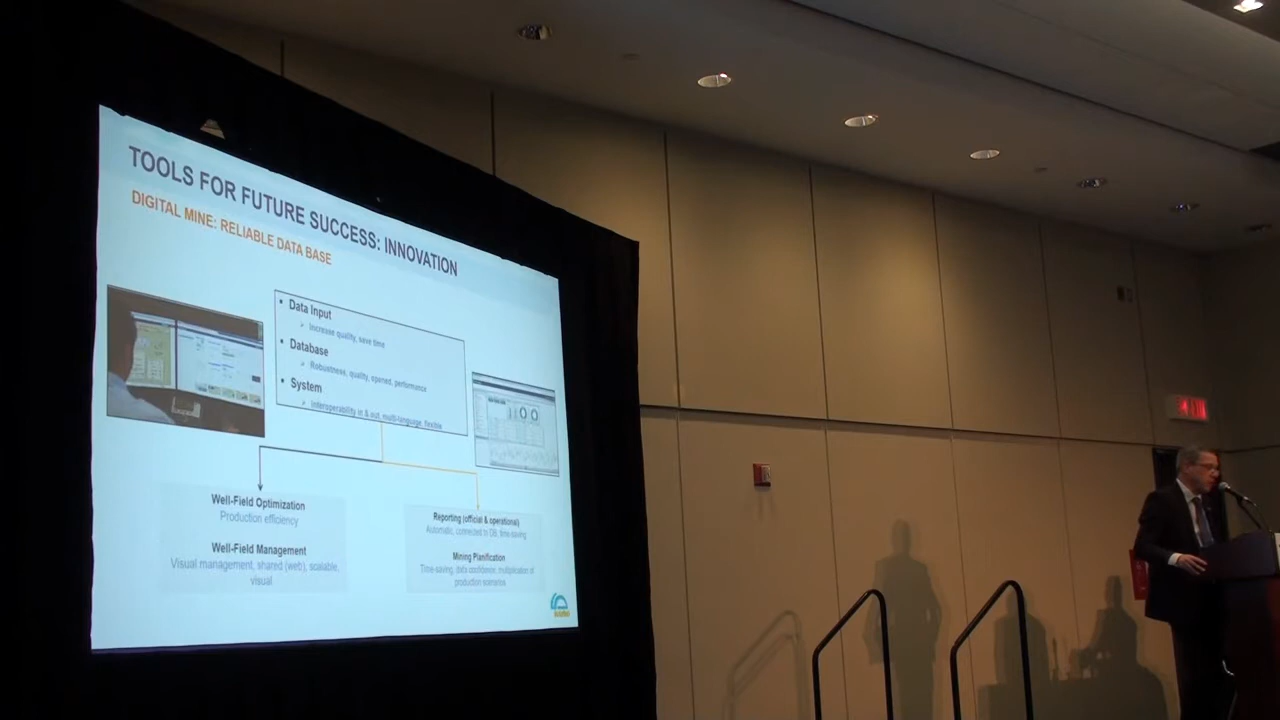 TOOLS FOR FUTURE SUCCESS: INNOVATION
DIGITAL MINE: RELIABLE DATA BASE
• Data Input
➢ Increase quality, save time
• Database
➢ Robustness, quality, opened, performance
• System
➢ Interoperability in & out, multi-language, flexible
Well-Field Optimization
Production efficiency
Well-Field Management
Visual management, shared (web), scalable,
visual
Reporting (official & operational)
Automatic, connected to DB, time-saving
Mining Planification
Time-saving, data confidence, multiplication of
production scenarios